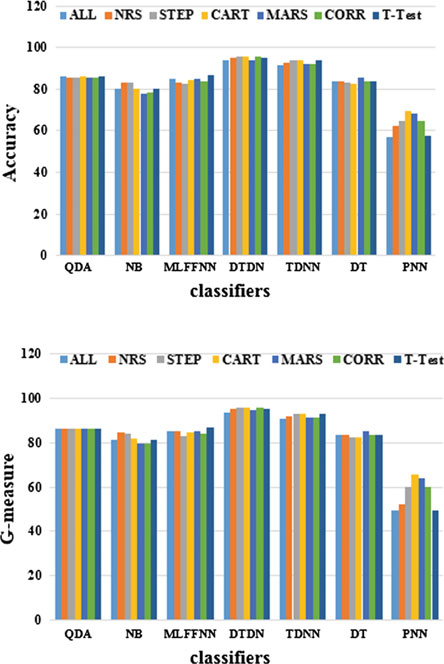 ALL NRS STEP CART MARS CORR T-Test
120
100
80
60
40
20
0
Accuracy
QDA NB MLFFNN DTDN TDNN DT PNN
classifiers
ALL NRS STEP CART MARS CORR T-Test
120
100
80
60
40
20
0
G-measure
QDA NB MLFFNN DTDN TDNN DT PNN
classifiers